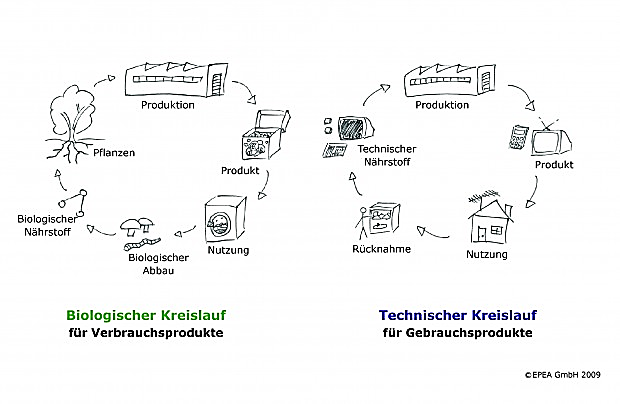 Produktion
Pflanzen
Produkt
Biologischer
Nährstoff
Biologischer
Abbau
Nutzung
Biologischer Kreislauf
für Verbrauchsprodukte
Produktion
Technischer
Nährstoff
Produkt
Rücknahme
Nutzung
Technischer Kreislauf
für Gebrauchsprodukte
©EPEA GmbH 2009